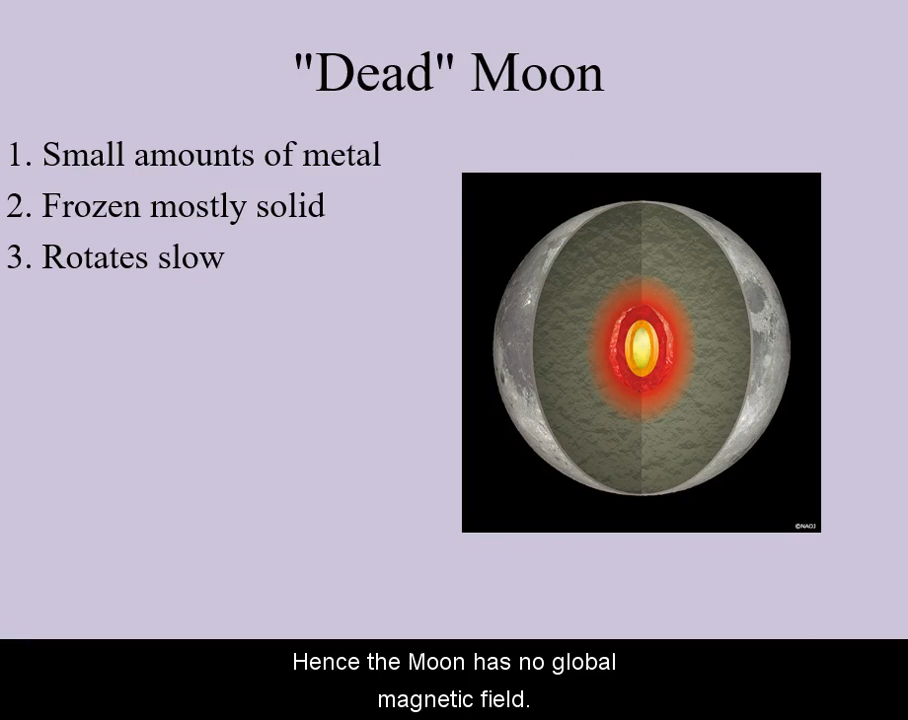 "Dead" Moon
1. Small amounts of metal
2. Frozen mostly solid
3. Rotates slow
©NAOJ
Hence the Moon has no global
magnetic field.